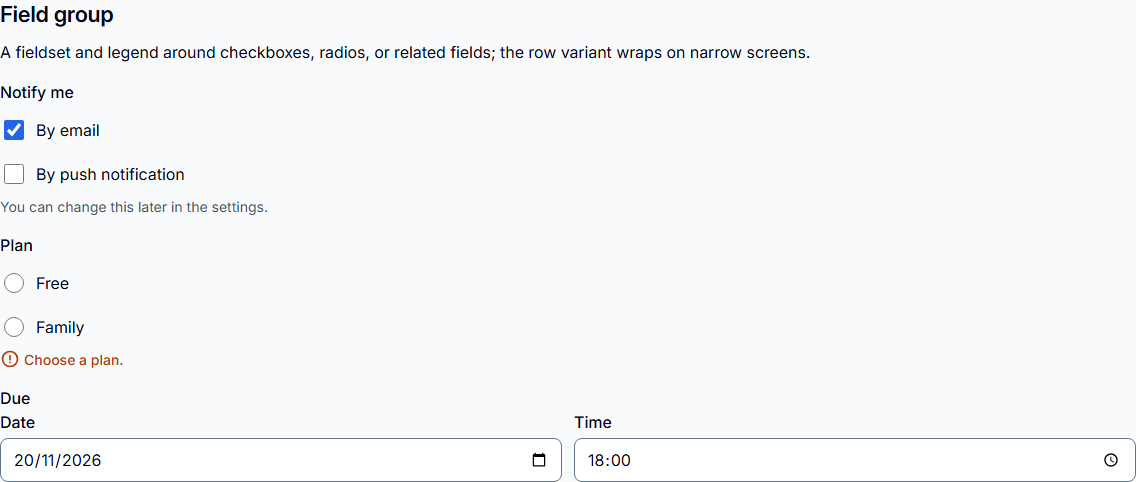 Field group
A fieldset and legend around checkboxes, radios, or related fields; the row variant wraps on narrow screens.
Notify me
By email
By push notification
You can change this later in the settings.
Plan
Free
Family
Choose a plan.
Due
Date
Time
20/11/2026
18:00